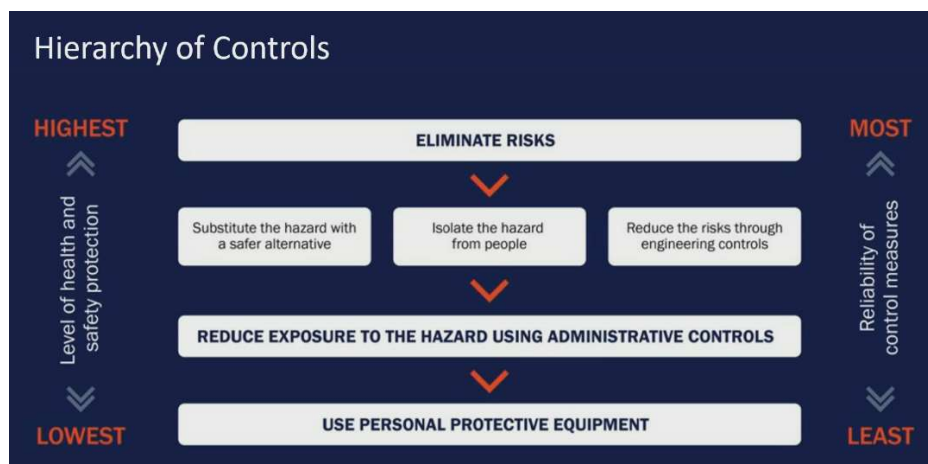 Hierarchy of Controls
HIGHEST
MOST
ELIMINATE RISKS
Level of health and
safety protection
Substitute the hazard with
a safer alternative
Isolate the hazard
from people
Reduce the risks through
engineering controls
Reliability of
control measures
REDUCE EXPOSURE TO THE HAZARD USING ADMINISTRATIVE CONTROLS
USE PERSONAL PROTECTIVE EQUIPMENT
LOWEST
LEAST